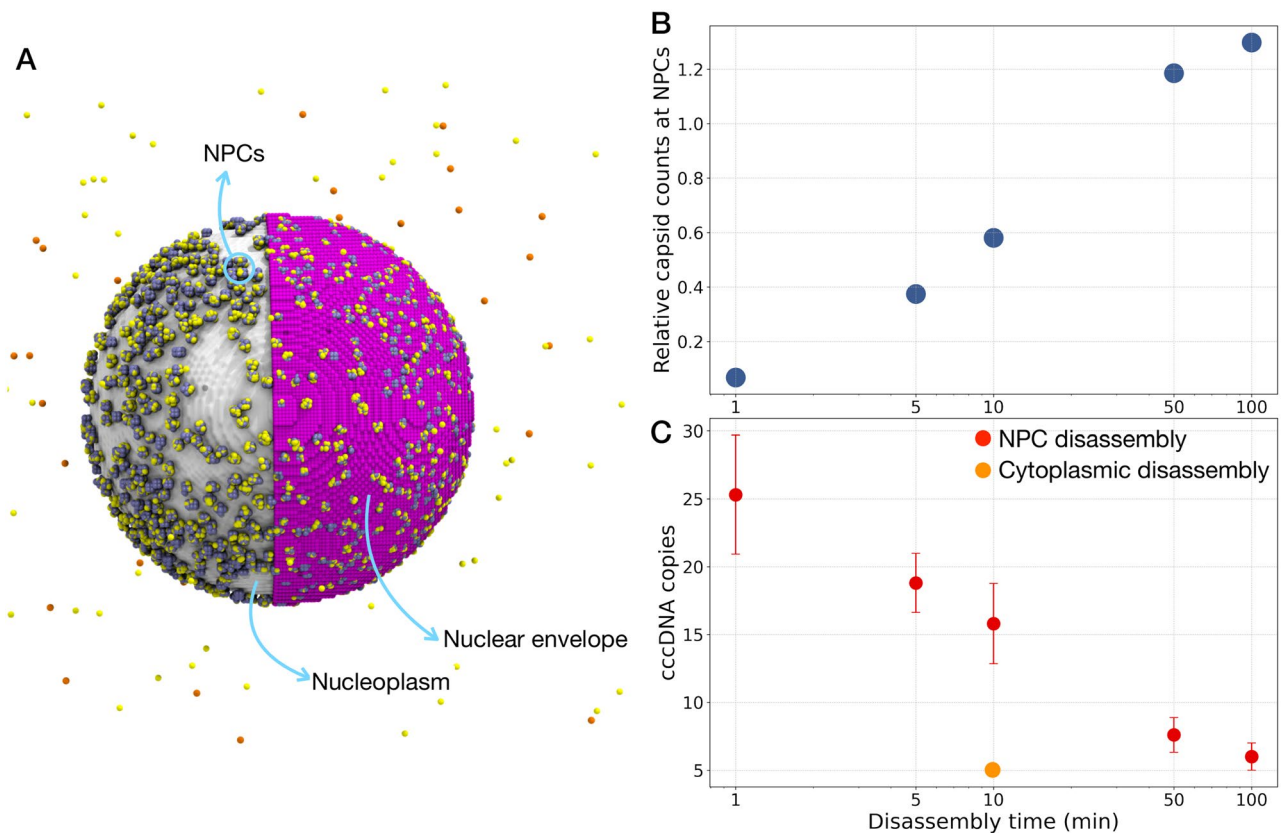 A
NPCs
Nuclear envelope
Nucleoplasm
B
Relative capsid counts at NPCs
1.2
1.0
0.8
0.6
0.4
0.2
1 5 10 50 100
C
NPC disassembly
Cytoplasmic disassembly
cccDNA copies
30
25
20
15
10
5
1 5 10 50 100
Disassembly time (min)